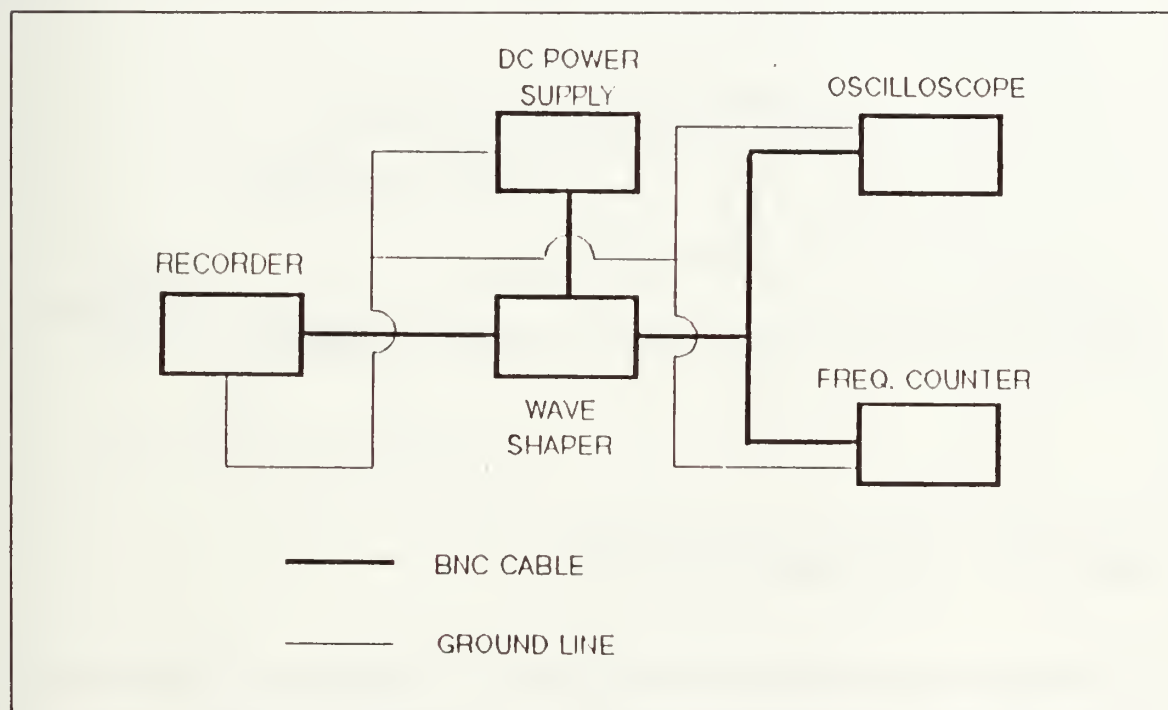 DC POWER
SUPPLY
OSCILLOSCOPE
RECORDER
WAVE
SHAPER
FREQ. COUNTER
BNC CABLE
GROUND LINE